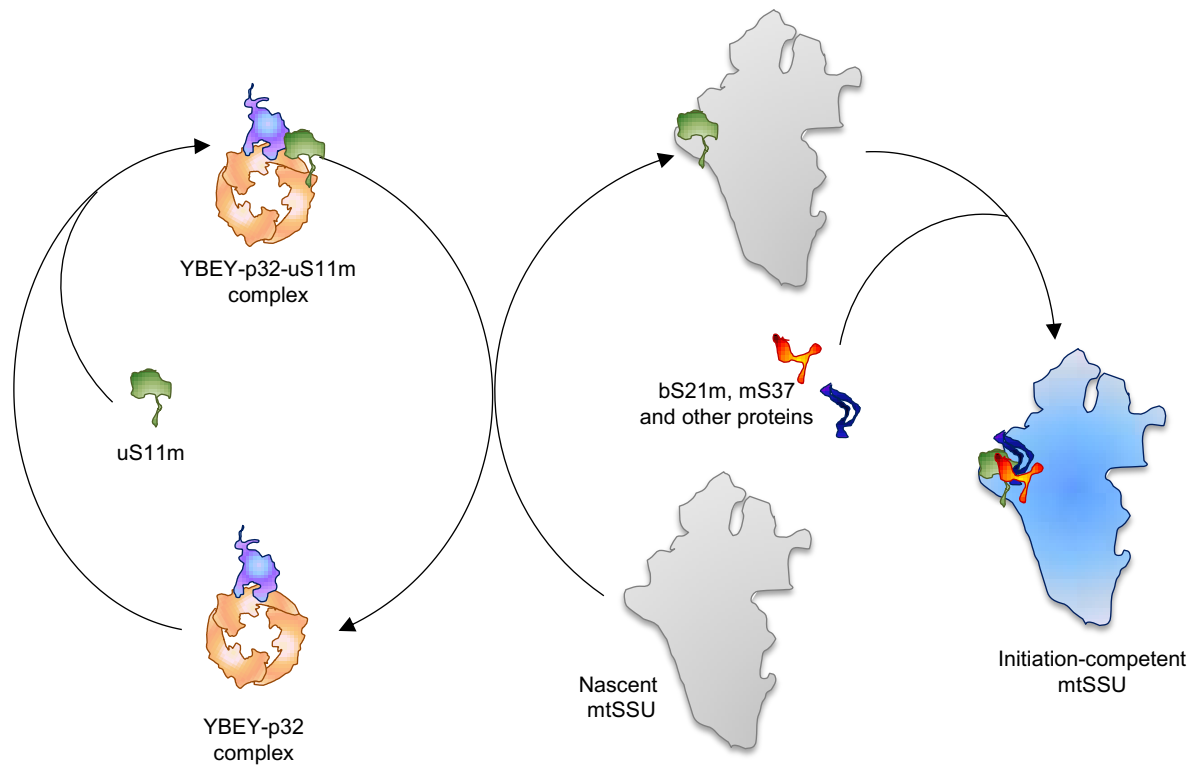 YBEY-p32-uS11m
complex
bS21m, mS37
and other proteins
uS11m
Initiation-competent
mtSSU
Nascent
mtSSU
YBEY-p32
complex